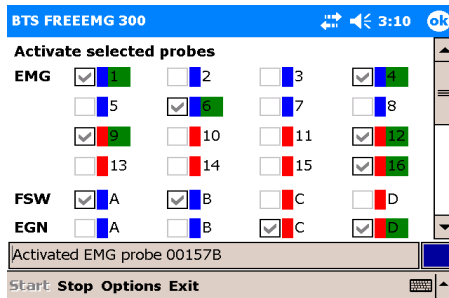 BTS FREEEMG 300 3:10 ok
Activate selected probes
EMG 1 2 3 4
5 6 7 8
9 10 11 12
13 14 15 16
FSW A B C D
EGN A B C D
Activated EMG probe 00157B
Start Stop Options Exit